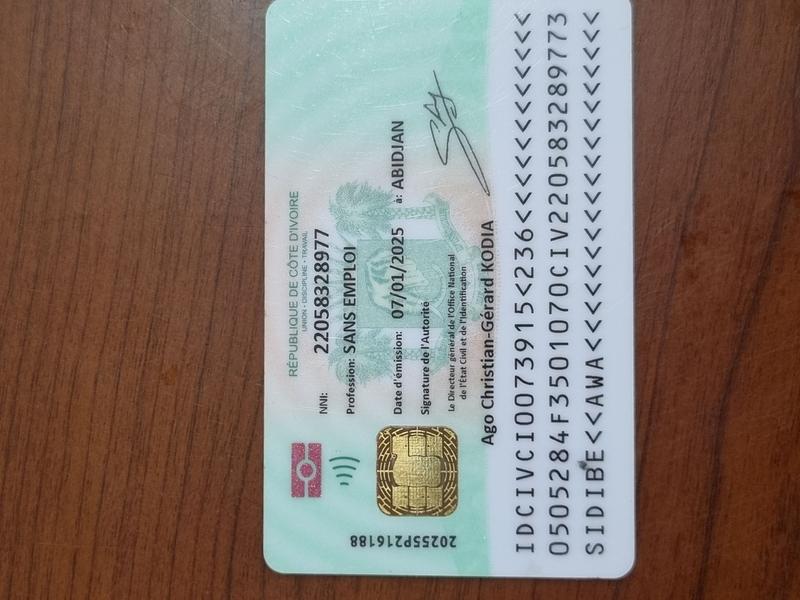 RÉPUBLIQUE DE CÔTE D'IVOIRE
UNION - DISCIPLINE - TRAVAIL
NNI: 22058328977
Profession: SANS EMPLOI
Date d'émission: 07/01/2025 à: ABIDJAN
Signature de l'Autorité
Le Directeur général de l'Office National
de l'État Civil et de l'Identification
Ago Christian-Gérard KODIA
20255P216188
IDCIVCI0073915<236<<<<<<<<<<<<
0505284F3501070CIV220583289773
SIDIBE<<AWA<<<<<<<<<<<<<<<<<<<